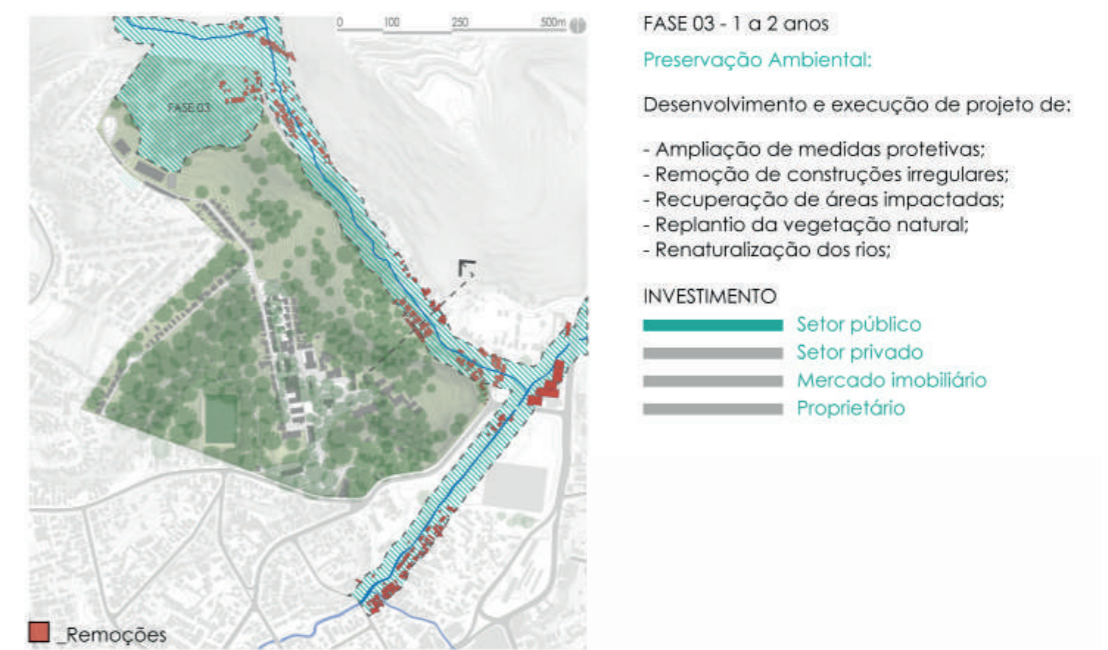 0 100 250 500m
FASE 03
_Remoções
FASE 03 - 1 a 2 anos
Preservação Ambiental:
Desenvolvimento e execução de projeto de:
- Ampliação de medidas protetivas;
- Remoção de construções irregulares;
- Recuperação de áreas impactadas;
- Replantio da vegetação natural;
- Renaturalização dos rios;
INVESTIMENTO
Setor público
Setor privado
Mercado imobiliário
Proprietário